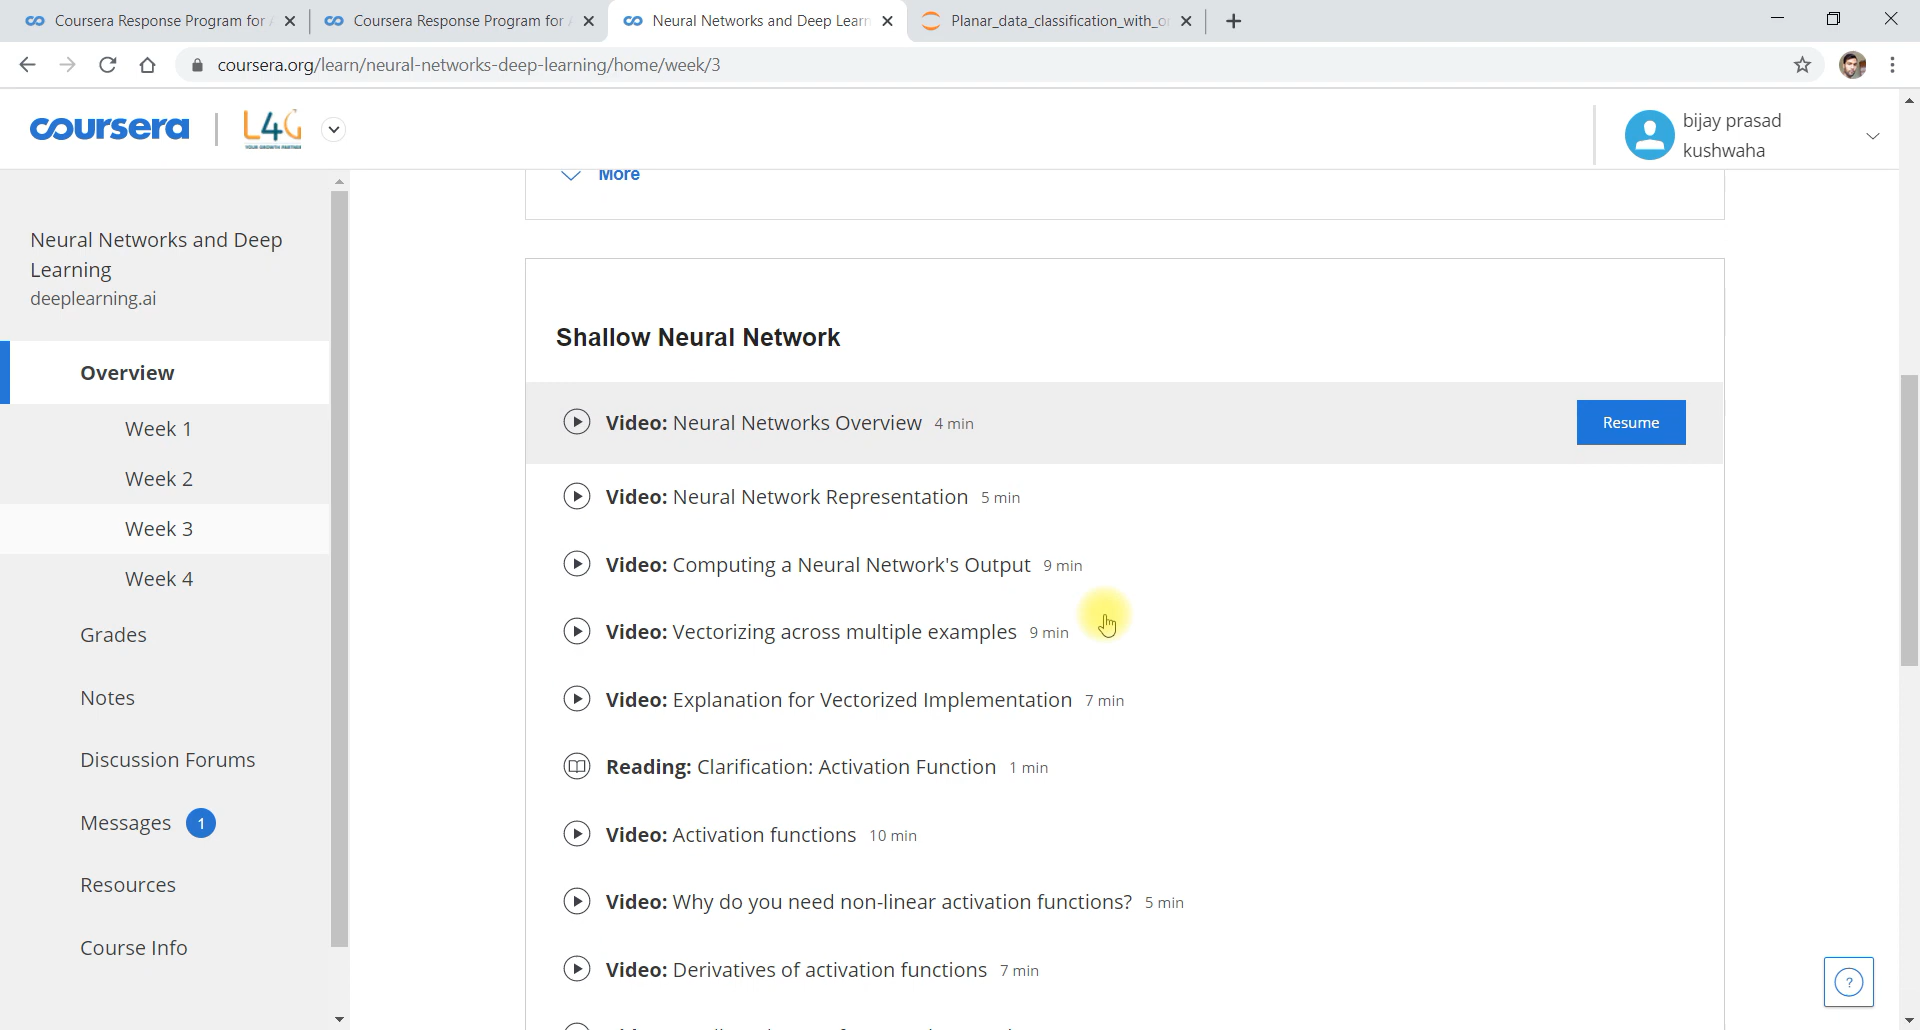 Coursera Response Program for
Coursera Response Program for
Neural Networks and Deep Learn
Planar_data_classification_with_o
coursera.org/learn/neural-networks-deep-learning/home/week/3
coursera
L4G
YOUR GROWTH PARTNER
bijay prasad
kushwaha
More
Neural Networks and Deep
Learning
deeplearning.ai
Overview
Week 1
Week 2
Week 3
Week 4
Grades
Notes
Discussion Forums
Messages 1
Resources
Course Info
Shallow Neural Network
Video: Neural Networks Overview 4 min
Resume
Video: Neural Network Representation 5 min
Video: Computing a Neural Network's Output 9 min
Video: Vectorizing across multiple examples 9 min
Video: Explanation for Vectorized Implementation 7 min
Reading: Clarification: Activation Function 1 min
Video: Activation functions 10 min
Video: Why do you need non-linear activation functions? 5 min
Video: Derivatives of activation functions 7 min
?